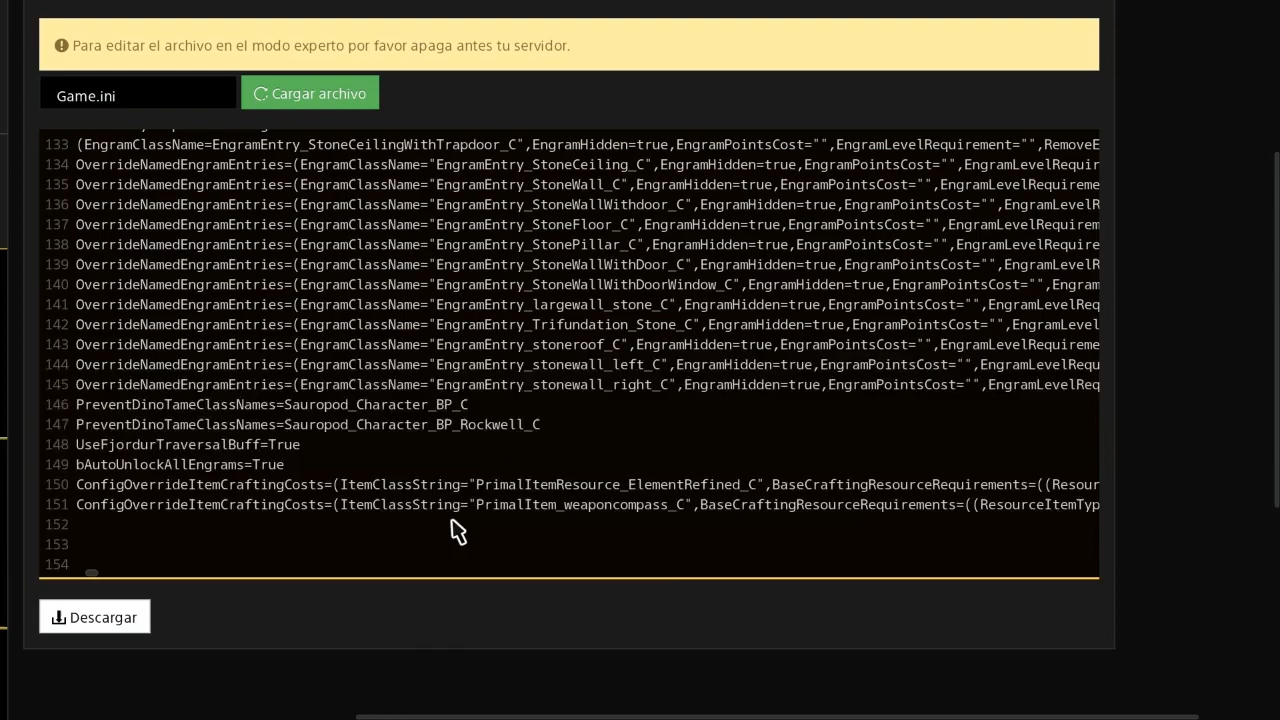 Para editar el archivo en el modo experto por favor apaga antes tu servidor.
Game.ini
Cargar archivo
133 (EngramClassName=EngramEntry_StoneCeilingWithTrapdoor_C",EngramHidden=true,EngramPointsCost="",EngramLevelRequirement="",RemoveE
134 OverrideNamedEngramEntries=(EngramClassName="EngramEntry_StoneCeiling_C",EngramHidden=true,EngramPointsCost="",EngramLevelRequir
135 OverrideNamedEngramEntries=(EngramClassName="EngramEntry_StoneWall_C",EngramHidden=true,EngramPointsCost="",EngramLevelRequireme
136 OverrideNamedEngramEntries=(EngramClassName="EngramEntry_StoneWallWithdoor_C",EngramHidden=true,EngramPointsCost="",EngramLevelR
137 OverrideNamedEngramEntries=(EngramClassName="EngramEntry_StoneFloor_C",EngramHidden=true,EngramPointsCost="",EngramLevelRequirem
138 OverrideNamedEngramEntries=(EngramClassName="EngramEntry_StonePillar_C",EngramHidden=true,EngramPointsCost="",EngramLevelRequire
139 OverrideNamedEngramEntries=(EngramClassName="EngramEntry_StoneWallWithDoor_C",EngramHidden=true,EngramPointsCost="",EngramLevelR
140 OverrideNamedEngramEntries=(EngramClassName="EngramEntry_StoneWallWithDoorWindow_C",EngramHidden=true,EngramPointsCost="",Engram
141 OverrideNamedEngramEntries=(EngramClassName="EngramEntry_largewall_stone_C",EngramHidden=true,EngramPointsCost="",EngramLevelReq
142 OverrideNamedEngramEntries=(EngramClassName="EngramEntry_Trifundation_Stone_C",EngramHidden=true,EngramPointsCost="",EngramLevel
143 OverrideNamedEngramEntries=(EngramClassName="EngramEntry_stoneroof_C",EngramHidden=true,EngramPointsCost="",EngramLevelRequireme
144 OverrideNamedEngramEntries=(EngramClassName="EngramEntry_stonewall_left_C",EngramHidden=true,EngramPointsCost="",EngramLevelRequ
145 OverrideNamedEngramEntries=(EngramClassName="EngramEntry_stonewall_right_C",EngramHidden=true,EngramPointsCost="",EngramLevelReq
146 PreventDinoTameClassNames=Sauropod_Character_BP_C
147 PreventDinoTameClassNames=Sauropod_Character_BP_Rockwell_C
148 UseFjordurTraversalBuff=True
149 bAutoUnlockAllEngrams=True
150 ConfigOverrideItemCraftingCosts=(ItemClassString="PrimalItemResource_ElementRefined_C",BaseCraftingResourceRequirements=((Resour
151 ConfigOverrideItemCraftingCosts=(ItemClassString="PrimalItem_weaponcompass_C",BaseCraftingResourceRequirements=((ResourceItemTyp
152
153
154
Descargar